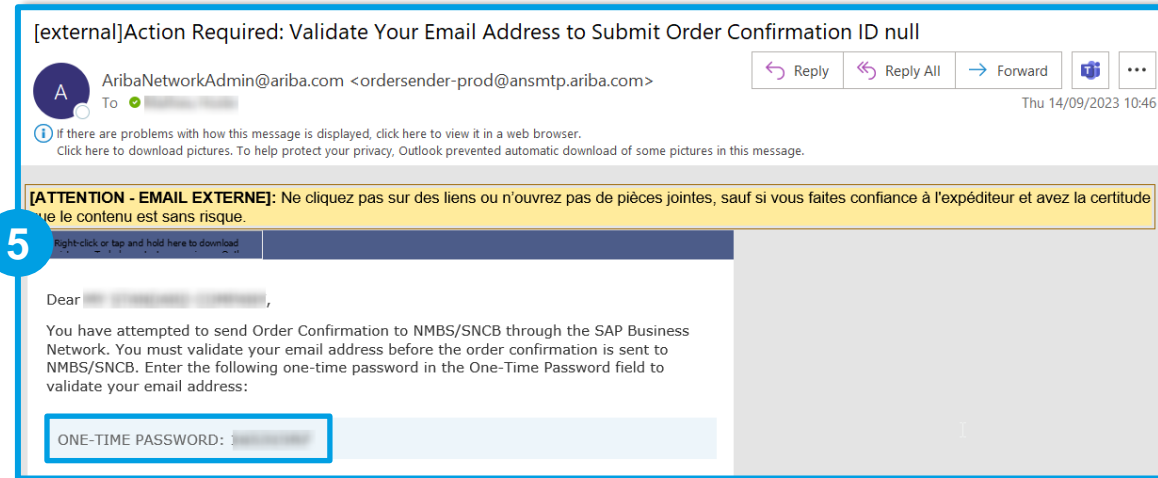 [external]Action Required: Validate Your Email Address to Submit Order Confirmation ID null
A
AribaNetworkAdmin@ariba.com <ordersender-prod@ansmtp.ariba.com>
To
Reply
Reply All
Forward
Thu 14/09/2023 10:46
If there are problems with how this message is displayed, click here to view it in a web browser.
Click here to download pictures. To help protect your privacy, Outlook prevented automatic download of some pictures in this message.
[ATTENTION - EMAIL EXTERNE]: Ne cliquez pas sur des liens ou n’ouvrez pas de pièces jointes, sauf si vous faites confiance à l'expéditeur et avez la certitude
que le contenu est sans risque.
5
Right-click or tap and hold here to download
Dear ,
You have attempted to send Order Confirmation to NMBS/SNCB through the SAP Business
Network. You must validate your email address before the order confirmation is sent to
NMBS/SNCB. Enter the following one-time password in the One-Time Password field to
validate your email address:
ONE-TIME PASSWORD: